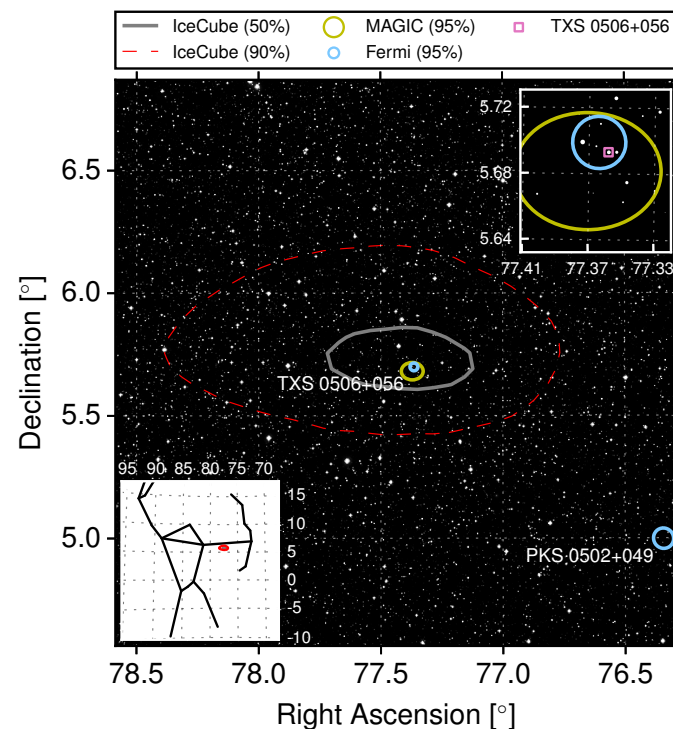 IceCube (50%) MAGIC (95%) TXS 0506+056
IceCube (90%) Fermi (95%)
5.72
5.68
5.64
77.41 77.37 77.33
6.5
6.0
5.5
5.0
Declination [°]
TXS 0506+056
PKS 0502+049
95 90 85 80 75 70
15
10
5
0
-5
-10
78.5 78.0 77.5 77.0 76.5
Right Ascension [°]